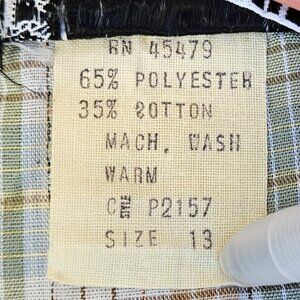 RN 45479
65% POLYESTER
35% COTTON
MACH. WASH
WARM
P2157
SIZE 13